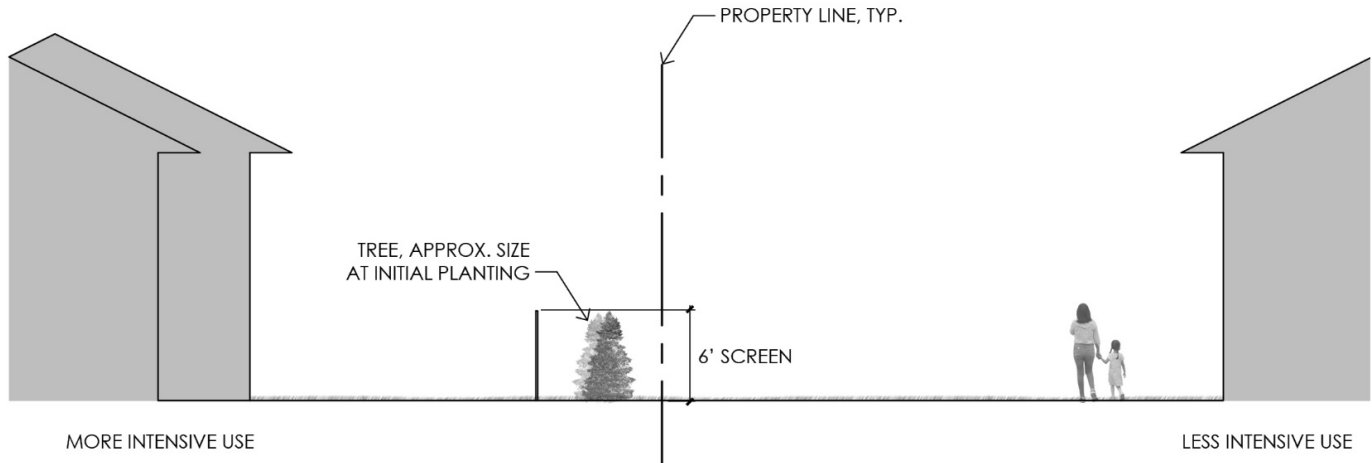 PROPERTY LINE, TYP.
TREE, APPROX. SIZE
AT INITIAL PLANTING
6' SCREEN
MORE INTENSIVE USE
LESS INTENSIVE USE